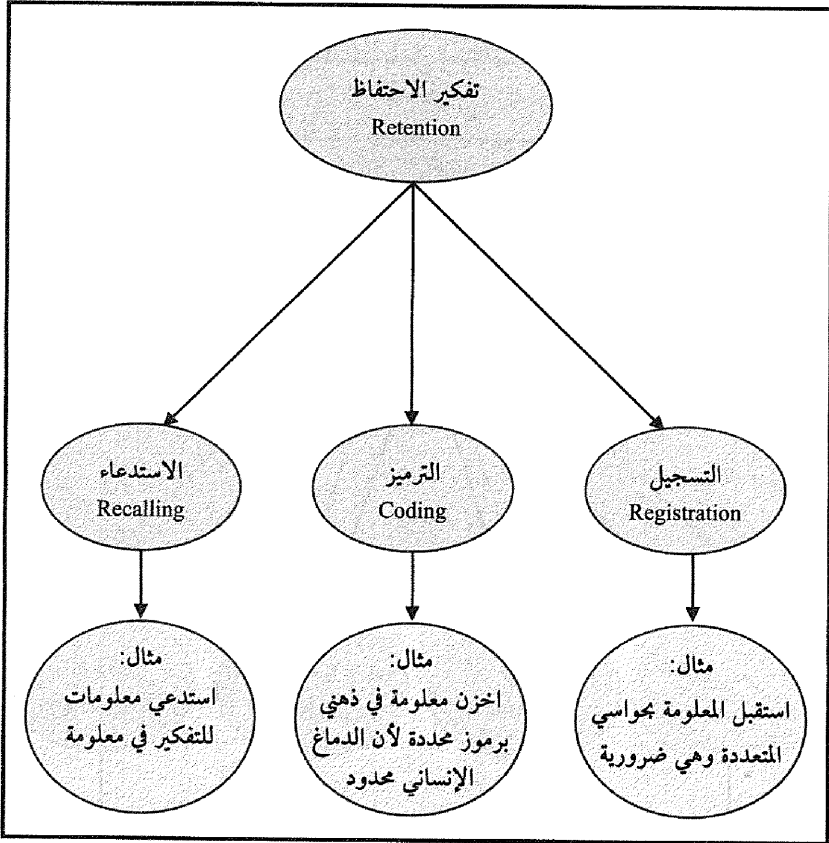 تفكير الاحتفاظ
Retention
التسجيل
Registration
الترميز
Coding
الاستدعاء
Recalling
مثال:
استقبل المعلومة بحواسي
المتعددة وهي ضرورية
مثال:
اخزن معلومة في ذهني
برموز محددة لأن الدماغ
الإنساني محدود
مثال:
استدعي معلومات
للتفكير في معلومة